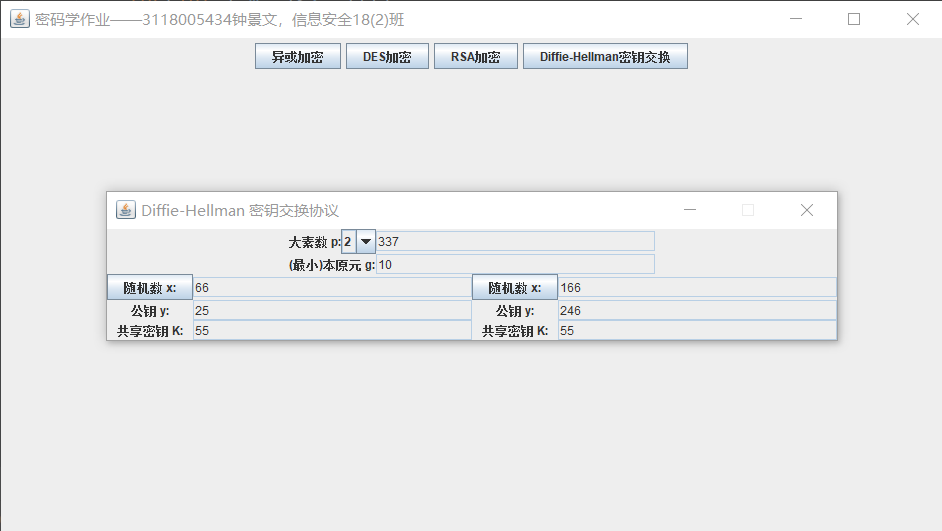 密码学作业——3118005434钟景文，信息安全18(2)班
异或加密 DES加密 RSA加密 Diffie-Hellman密钥交换
Diffie-Hellman 密钥交换协议
大素数 p: 2 337
(最小)本原元 g: 10
随机数 x: 66 随机数 x: 166
公钥 y: 25 公钥 y: 246
共享密钥 K: 55 共享密钥 K: 55